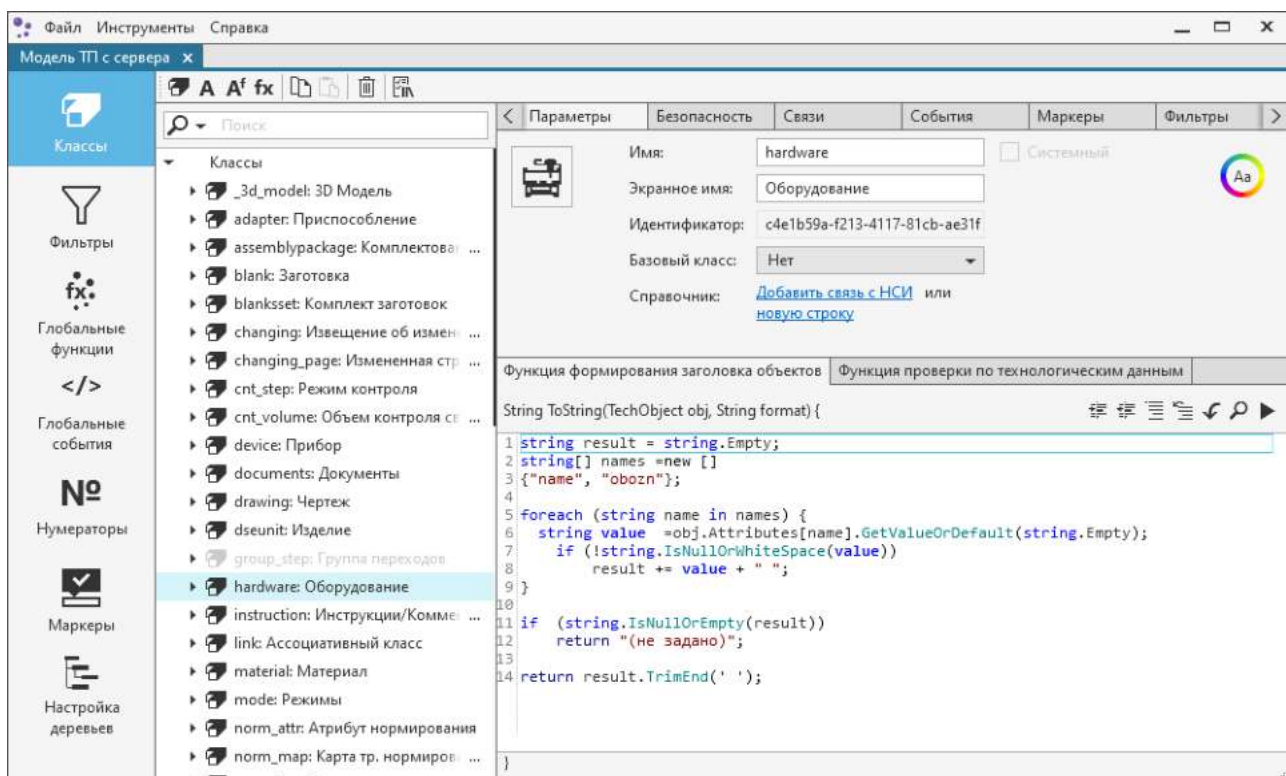 Файл Инструменты Справка
Модель ТП с сервера x
A Af fx
Классы
Фильтры
fx
Глобальные
функции
</>
Глобальные
события
№
Нумераторы
Маркеры
Настройка
деревьев
Поиск
Классы
_3d_model: 3D Модель
adapter: Приспособление
assemblypackage: Комплектова ...
blank: Заготовка
blanksset: Комплект заготовок
changing: Извещение об измен ...
changing_page: Измененная стр ...
cnt_step: Режим контроля
cnt_volume: Объем контроля св ...
device: Прибор
documents: Документы
drawing: Чертеж
dseunit: Изделие
group_step: Группа переходов
hardware: Оборудование
instruction: Инструкции/Комме ...
link: Ассоциативный класс
material: Материал
mode: Режимы
norm_attr: Атрибут нормирования
norm_map: Карта тр. нормиров ...
< Параметры Безопасность Связи События Маркеры Фильтры >
Имя: hardware Системный
Aa
Экранное имя: Оборудование
Идентификатор: c4e1b59a-f213-4117-81cb-ae31f
Базовый класс: Нет
Справочник: Добавить связь с НСИ или
новую строку
Функция формирования заголовка объектов Функция проверки по технологическим данным
String ToString(TechObject obj, String format) {
1 string result = string.Empty;
2 string[] names =new []
3 {"name", "obozn"};
4
5 foreach (string name in names) {
6 string value =obj.Attributes[name].GetValueOrDefault(string.Empty);
7 if (!string.IsNullOrWhiteSpace(value))
8 result += value + " ";
9 }
10
11 if (string.IsNullOrEmpty(result))
12 return "(не задано)";
13
14 return result.TrimEnd(' ');
}